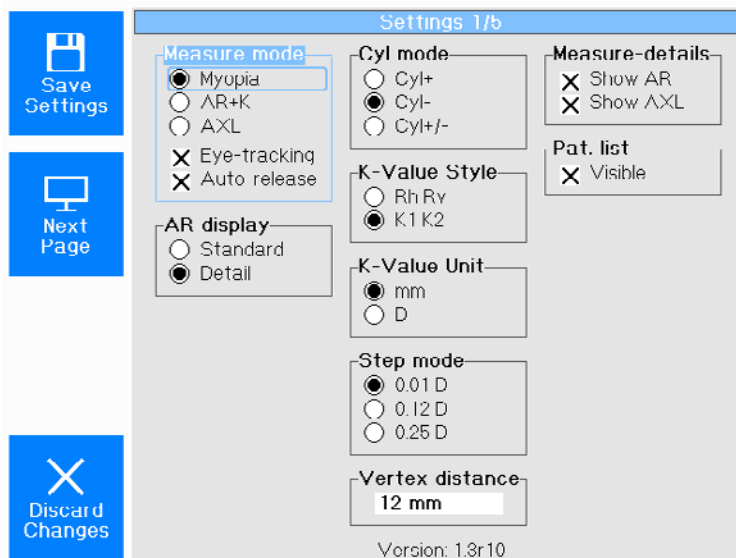 Settings 1/5
Save
Settings
Next
Page
Discard
Changes
Measure mode
Myopia
AR+K
AXL
Eye-tracking
Auto release
AR display
Standard
Detail
Cyl mode
Cyl+
Cyl-
Cyl+/-
K-Value Style
Rh Rv
K1 K2
K-Value Unit
mm
D
Step mode
0.01 D
0.12 D
0.25 D
Vertex distance
12 mm
Version: 1.3r10
Measure-details
Show AR
Show AXL
Pat. list
Visible